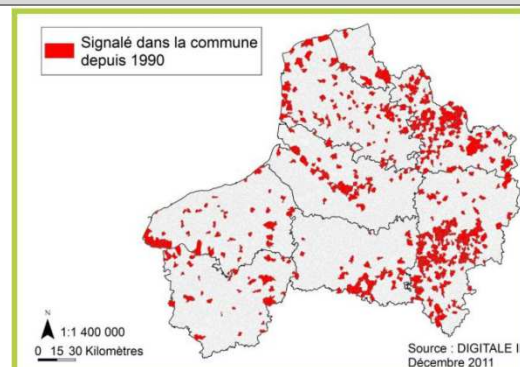 Signalé dans la commune
depuis 1990
N
1:1 400 000
0 15 30 Kilomètres
Source : DIGITALE
Décembre 2011